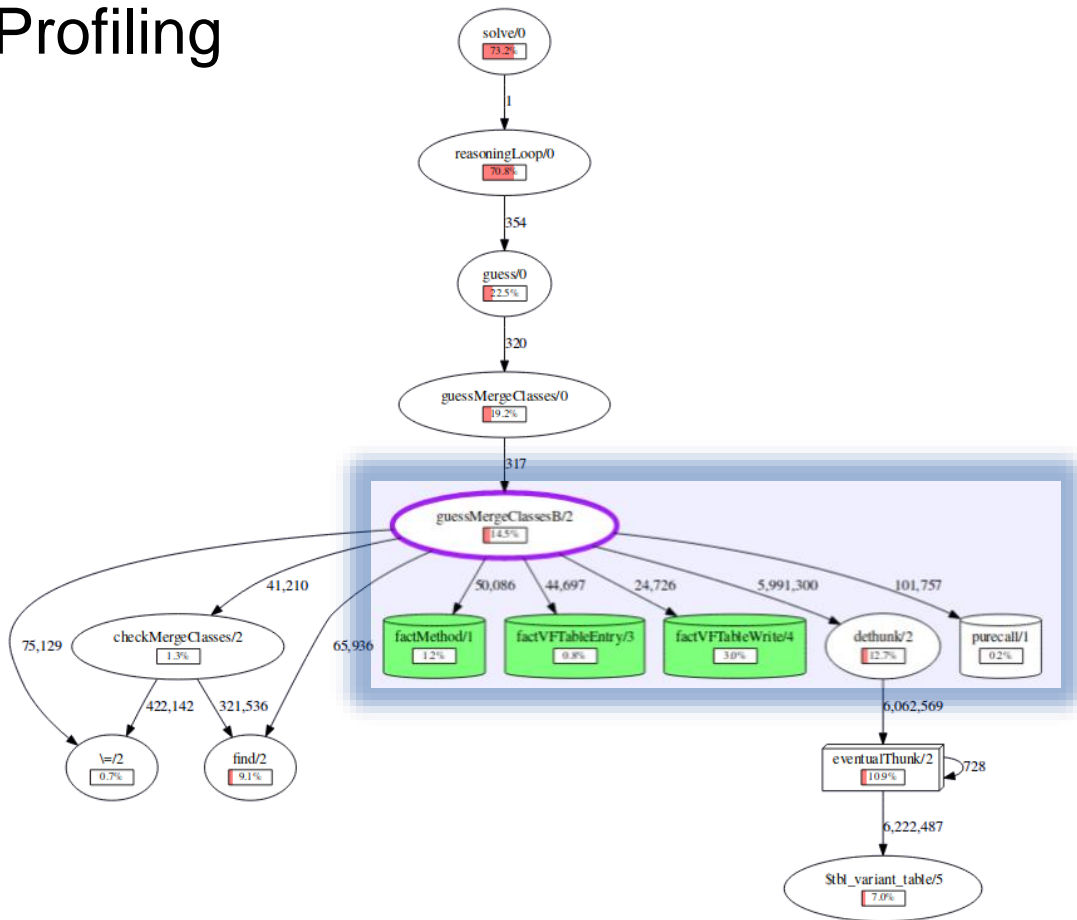 Profiling
solve/0
73.2%
1
reasoningLoop/0
70.8%
354
guess/0
22.5%
320
guessMergeClasses/0
19.2%
317
guessMergeClassesB/2
14.5%
41,210
50,086
44,697
24,726
5,991,300
101,757
75,129
checkMergeClasses/2
1.3%
65,936
factMethod/1
1.2%
factVFTableEntry/3
0.8%
factVFTableWrite/4
3.0%
dethunk/2
12.7%
purecall/1
0.2%
422,142
321,536
6,062,569
\=/2
0.7%
find/2
9.1%
eventualThunk/2
10.9%
728
6,222,487
$tbl_variant_table/5
7.0%